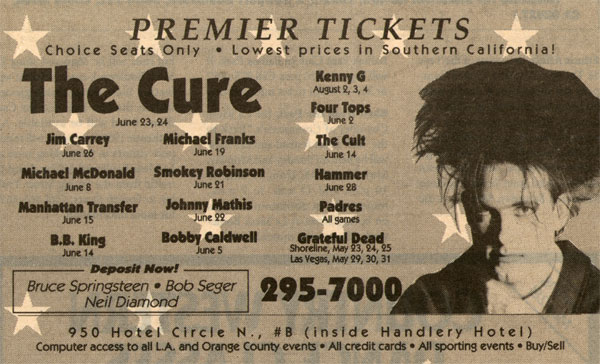 PREMIER TICKETS
Choice Seats Only • Lowest prices in Southern California!
The Cure
June 23, 24
Jim Carrey
June 26
Michael McDonald
June 8
Manhattan Transfer
June 15
B.B. King
June 14
Michael Franks
June 19
Smokey Robinson
June 21
Johnny Mathis
June 22
Bobby Caldwell
June 5
Kenny G
August 2, 3, 4
Four Tops
June 2
The Cult
June 14
Hammer
June 28
Padres
All games
Grateful Dead
Shoreline, May 23, 24, 25
Las Vegas, May 29, 30, 31
Deposit Now!
Bruce Springsteen • Bob Seger
Neil Diamond
295-7000
950 Hotel Circle N., #B (inside Handlery Hotel)
Computer access to all L.A. and Orange County events • All credit cards • All sporting events • Buy/Sell